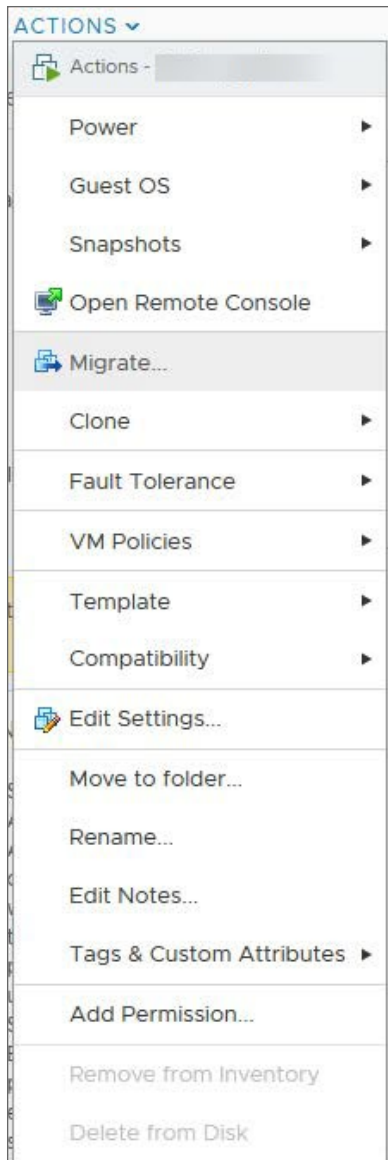 ACTIONS
Actions -
Power
Guest OS
Snapshots
Open Remote Console
Migrate...
Clone
Fault Tolerance
VM Policies
Template
Compatibility
Edit Settings...
Move to folder...
Rename...
Edit Notes...
Tags & Custom Attributes
Add Permission...
Remove from Inventory
Delete from Disk